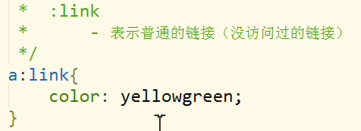 *  :link
*      - 表示普通的链接（没访问过的链接）
*/
a:link{
    color: yellowgreen;
}